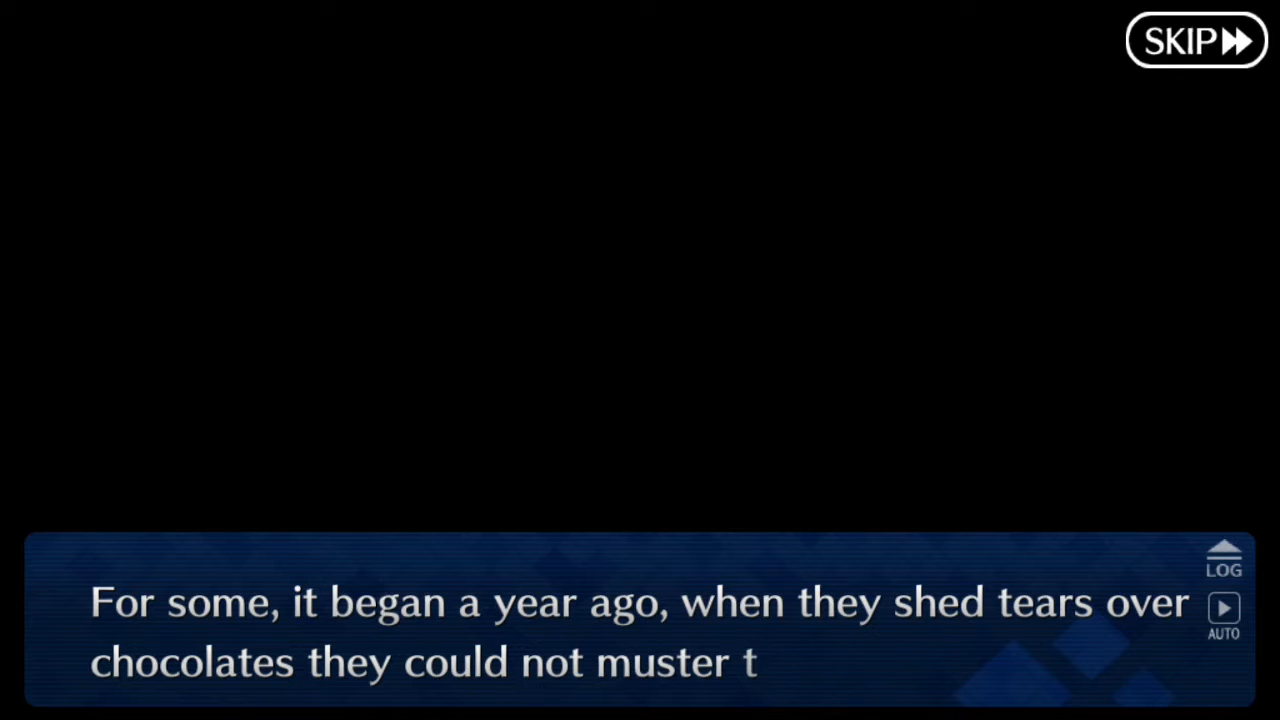 SKIP
For some, it began a year ago, when they shed tears over
chocolates they could not muster t
LOG
AUTO